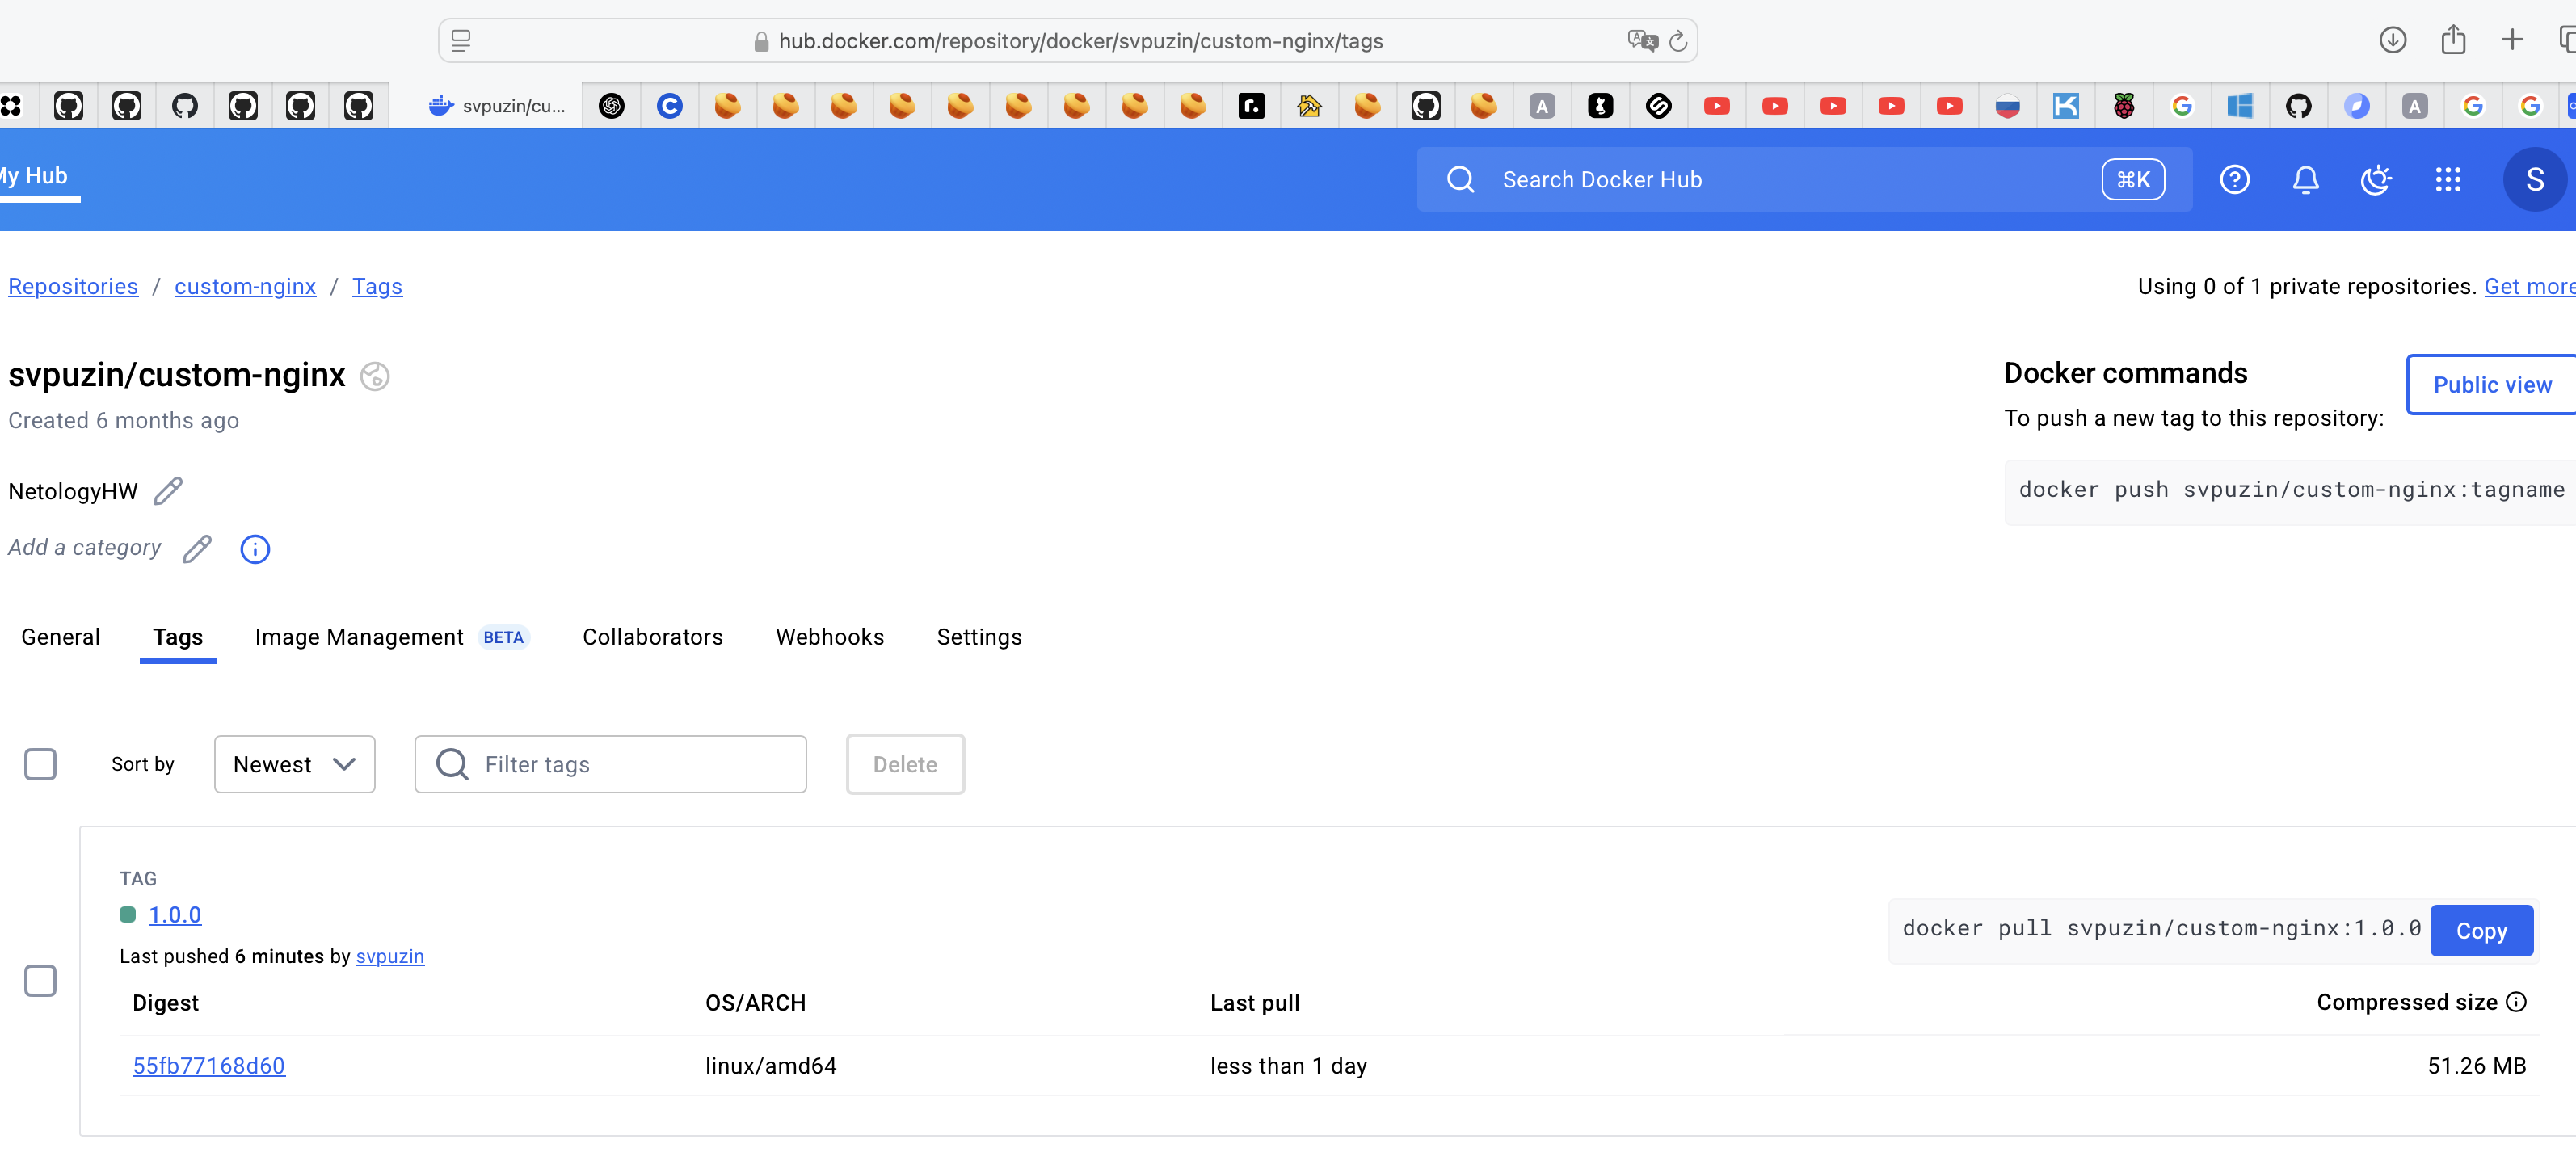 hub.docker.com/repository/docker/svpuzin/custom-nginx/tags
svpuzin/cu...
My Hub
Search Docker Hub
⌘K
S
Repositories / custom-nginx / Tags
Using 0 of 1 private repositories. Get more
svpuzin/custom-nginx
Created 6 months ago
Docker commands
Public view
To push a new tag to this repository:
NetologyHW
docker push svpuzin/custom-nginx:tagname
Add a category
General Tags Image Management BETA Collaborators Webhooks Settings
Sort by Newest Filter tags Delete
TAG
1.0.0
docker pull svpuzin/custom-nginx:1.0.0 Copy
Last pushed 6 minutes by svpuzin
Digest OS/ARCH Last pull Compressed size
55fb77168d60 linux/amd64 less than 1 day 51.26 MB